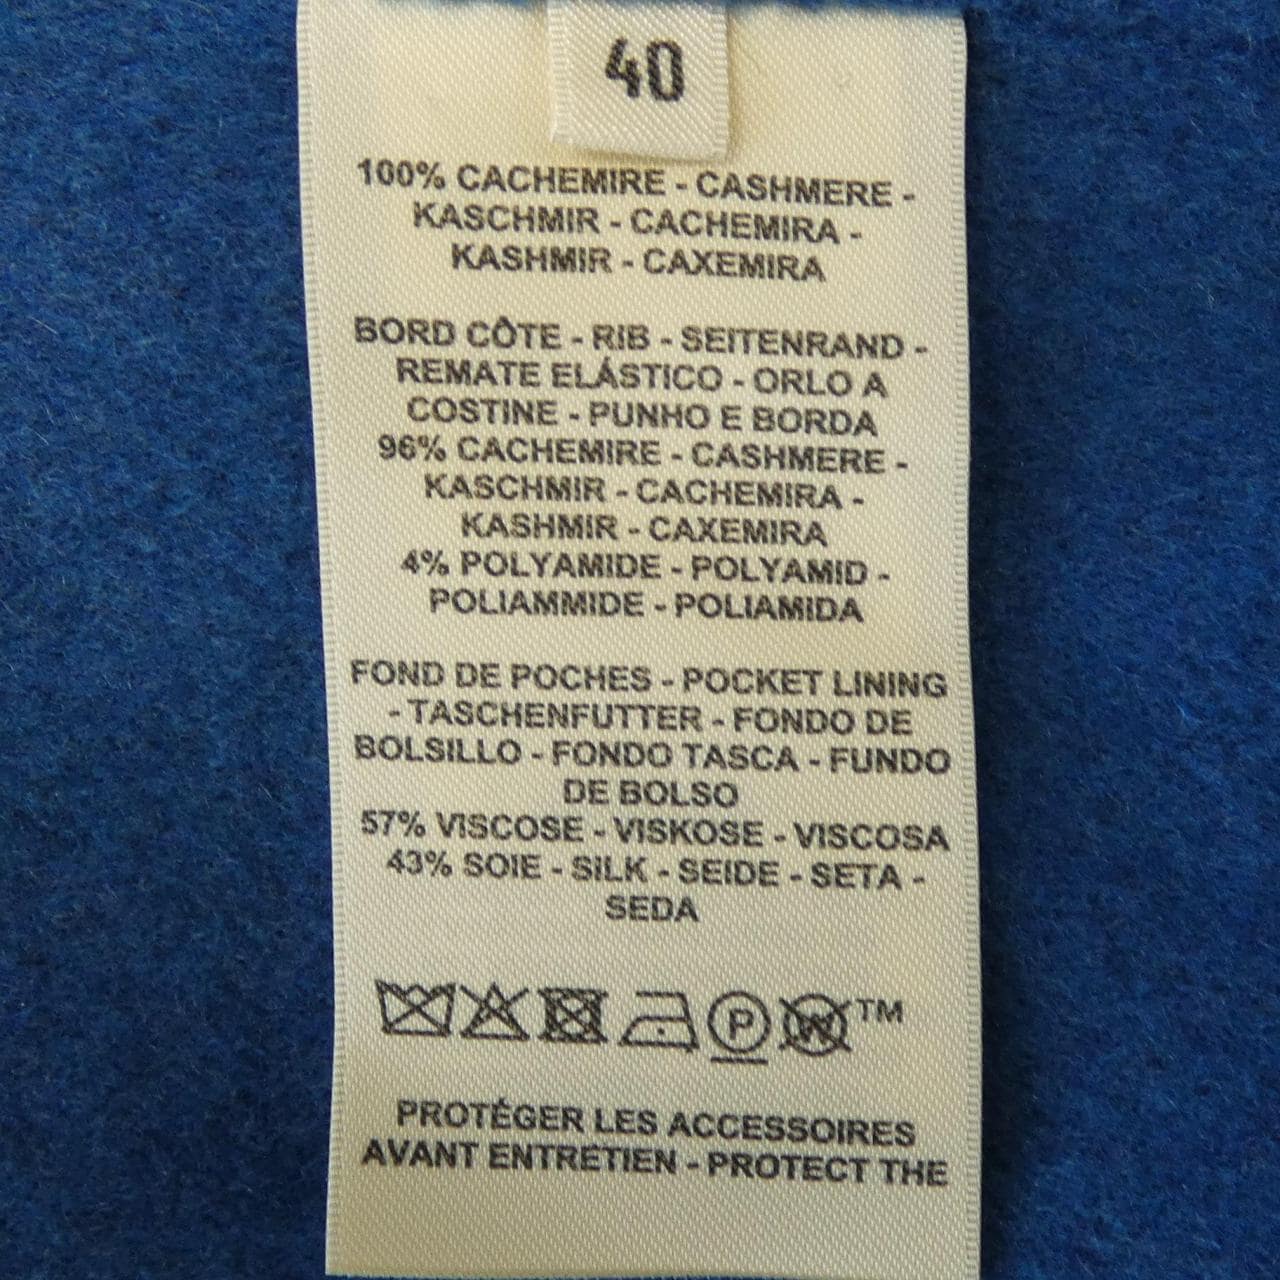 40
100% CACHEMIRE - CASHMERE -
KASCHMIR - CACHEMIRA -
KASHMIR - CAXEMIRA
BORD CÔTE - RIB - SEITENRAND -
REMATE ELÁSTICO - ORLO A
COSTINE - PUNHO E BORDA
96% CACHEMIRE - CASHMERE -
KASCHMIR - CACHEMIRA -
KASHMIR - CAXEMIRA
4% POLYAMIDE - POLYAMID -
POLIAMMIDE - POLIAMIDA
FOND DE POCHES - POCKET LINING
- TASCHENFUTTER - FONDO DE
BOLSILLO - FONDO TASCA - FUNDO
DE BOLSO
57% VISCOSE - VISKOSE - VISCOSA
43% SOIE - SILK - SEIDE - SETA -
SEDA
P W TM
PROTÉGER LES ACCESSOIRES
AVANT ENTRETIEN - PROTECT THE